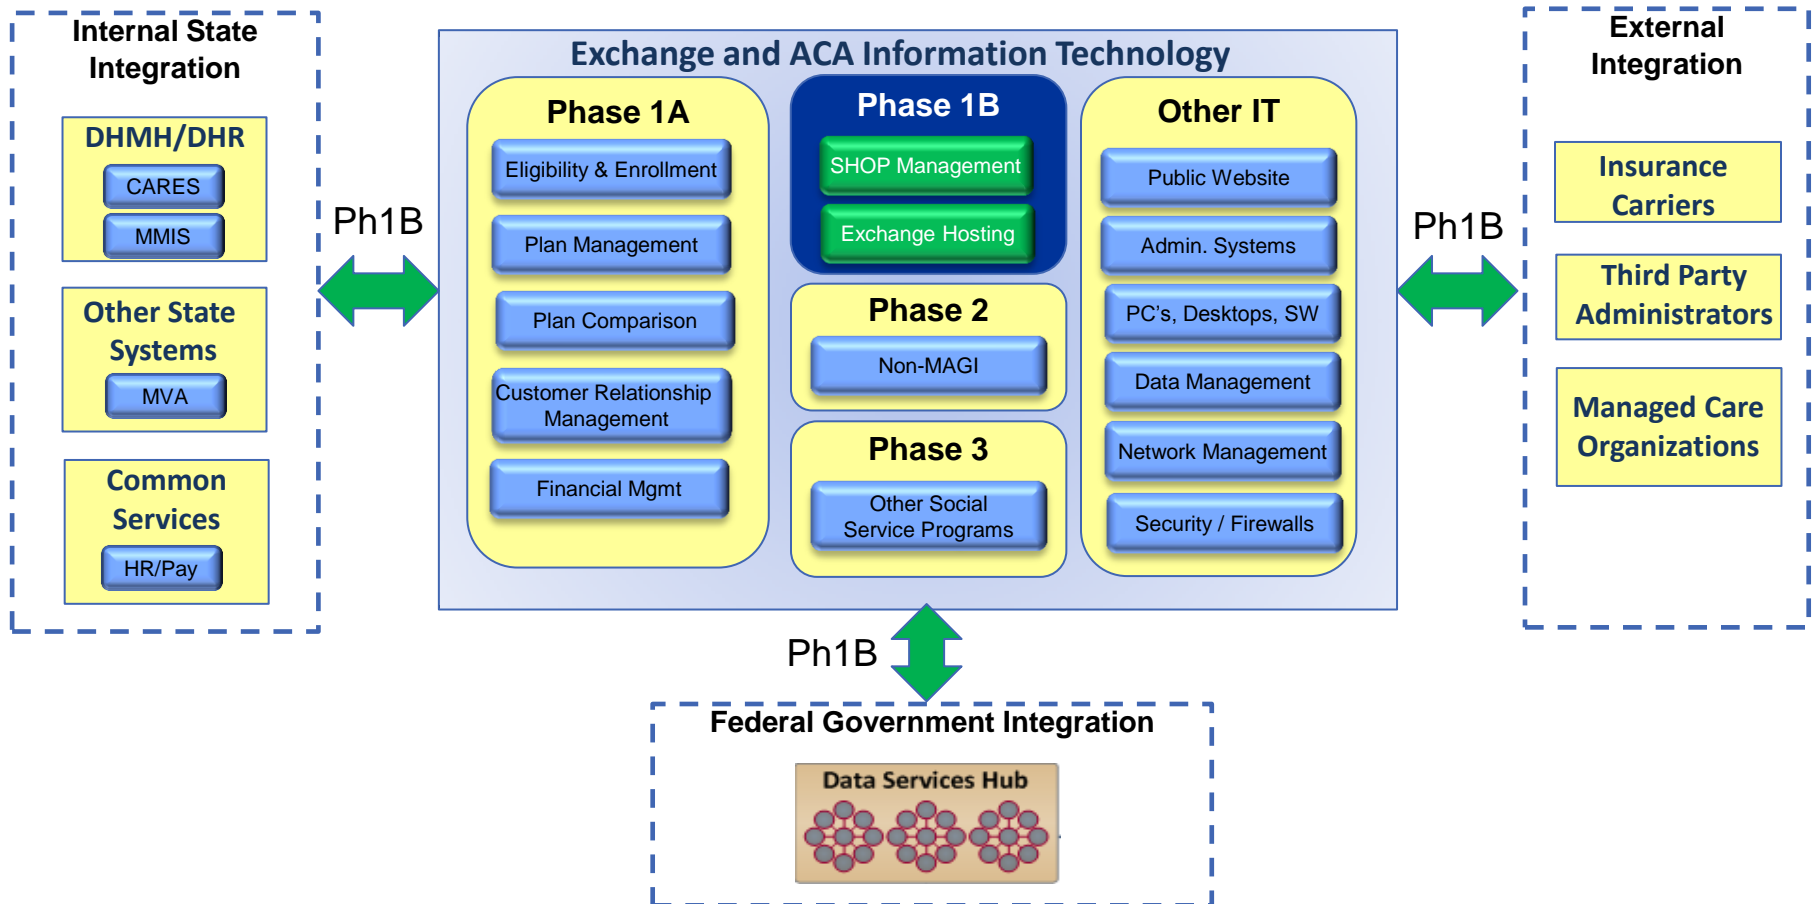 Internal State
Integration
DHMH/DHR
CARES
MMIS
Other State
Systems
MVA
Common
Services
HR/Pay
Ph1B
Exchange and ACA Information Technology
Phase 1A
Eligibility & Enrollment
Plan Management
Plan Comparison
Customer Relationship
Management
Financial Mgmt
Phase 1B
SHOP Management
Exchange Hosting
Phase 2
Non-MAGI
Phase 3
Other Social
Service Programs
Other IT
Public Website
Admin. Systems
PC's, Desktops, SW
Data Management
Network Management
Security / Firewalls
Ph1B
External
Integration
Insurance
Carriers
Third Party
Administrators
Managed Care
Organizations
Ph1B
Federal Government Integration
Data Services Hub